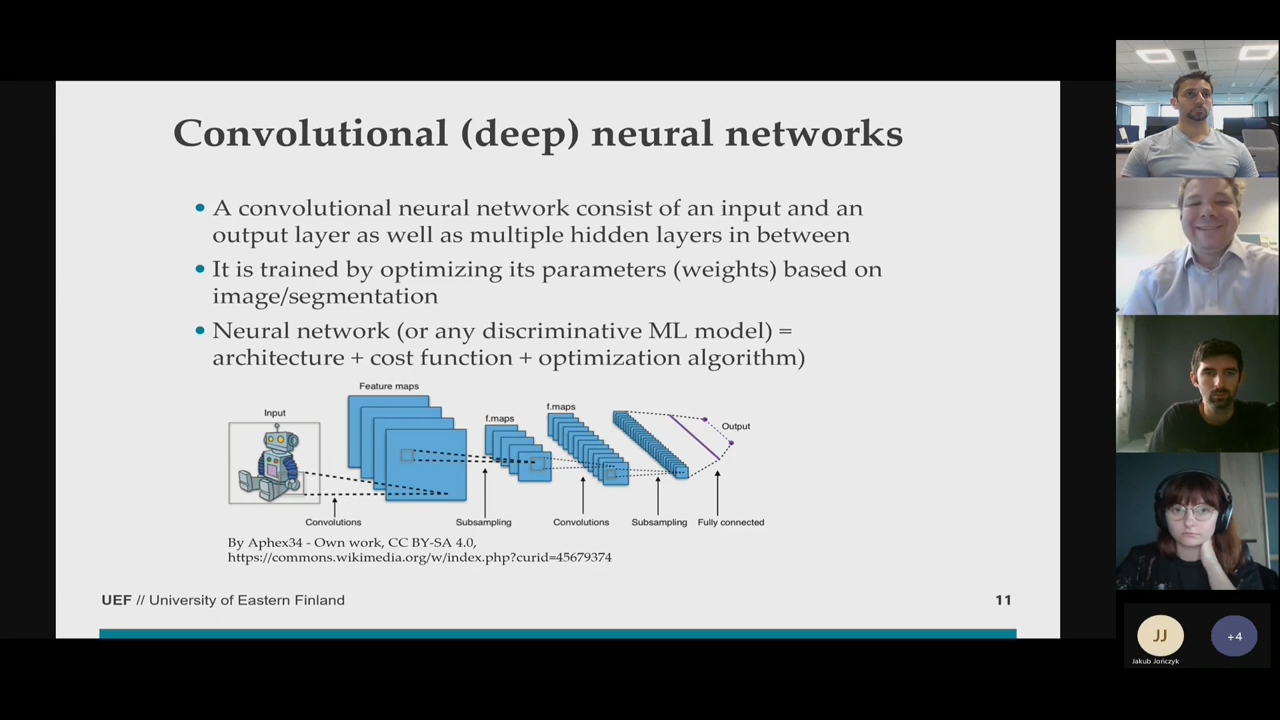 Convolutional (deep) neural networks
• A convolutional neural network consist of an input and an
output layer as well as multiple hidden layers in between
• It is trained by optimizing its parameters (weights) based on
image/segmentation
• Neural network (or any discriminative ML model) =
architecture + cost function + optimization algorithm)
Input
Feature maps
f.maps
f.maps
Output
Convolutions
Subsampling
Convolutions
Subsampling
Fully connected
By Aphex34 - Own work, CC BY-SA 4.0,
https://commons.wikimedia.org/w/index.php?curid=45679374
UEF // University of Eastern Finland
11
JJ
+4
Jakub Jończyk